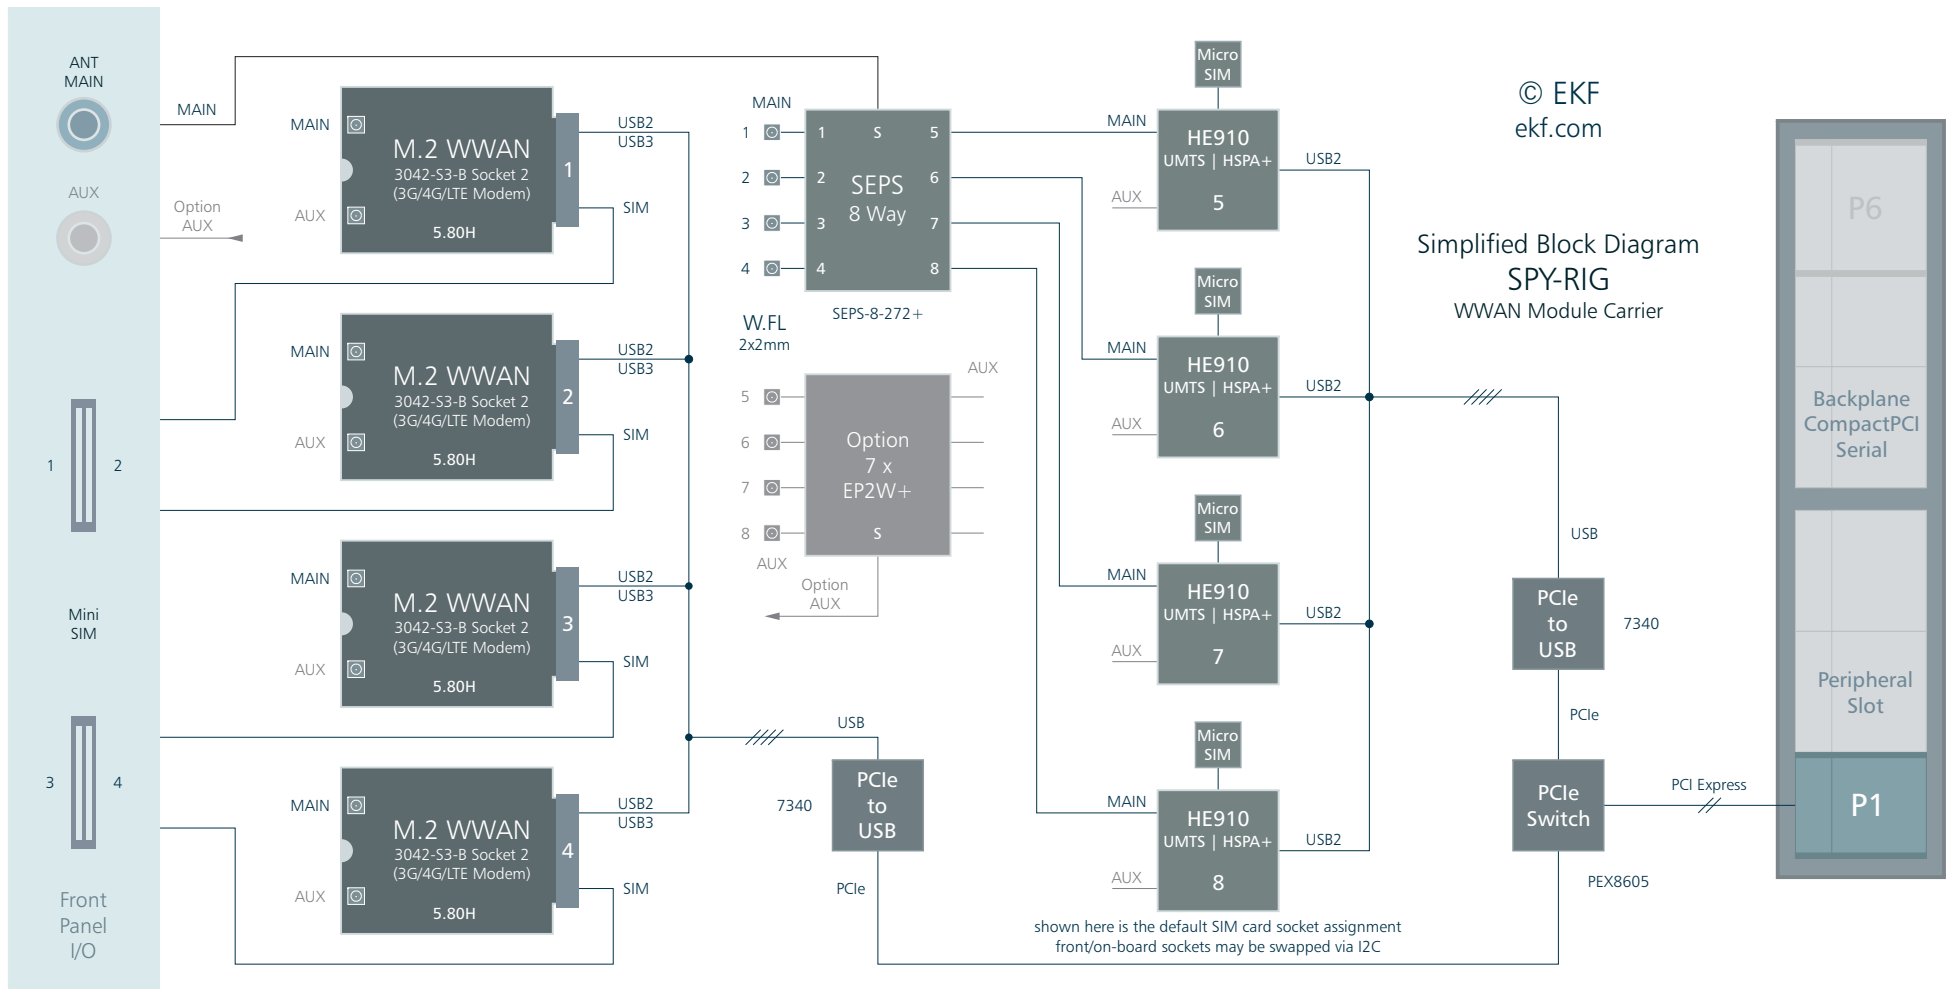 ANT
MAIN
MAIN
AUX
Option
AUX
1
2
Mini
SIM
3
4
Front
Panel
I/O
MAIN
M.2 WWAN
3042-S3-B Socket 2
(3G/4G/LTE Modem)
AUX
5.80H
1
USB2
USB3
SIM
MAIN
M.2 WWAN
3042-S3-B Socket 2
(3G/4G/LTE Modem)
AUX
5.80H
2
USB2
USB3
SIM
MAIN
M.2 WWAN
3042-S3-B Socket 2
(3G/4G/LTE Modem)
AUX
5.80H
3
USB2
USB3
SIM
MAIN
M.2 WWAN
3042-S3-B Socket 2
(3G/4G/LTE Modem)
AUX
5.80H
4
USB2
USB3
SIM
MAIN
1 1 S 5
2 2 6
SEPS
8 Way
3 3 7
4 4 8
SEPS-8-272+
W.FL
2x2mm
AUX
5
6
7
8
Option
7 x
EP2W+
S
AUX
Option
AUX
USB
7340
PCIe
to
USB
PCIe
Micro
SIM
MAIN
HE910
UMTS | HSPA+
5
AUX
USB2
Micro
SIM
MAIN
HE910
UMTS | HSPA+
6
AUX
USB2
Micro
SIM
MAIN
HE910
UMTS | HSPA+
7
AUX
USB2
Micro
SIM
MAIN
HE910
UMTS | HSPA+
8
AUX
USB2
shown here is the default SIM card socket assignment
front/on-board sockets may be swapped via I2C
© EKF
ekf.com
Simplified Block Diagram
SPY-RIG
WWAN Module Carrier
USB
PCIe
to
USB
7340
PCIe
PCIe
Switch
PEX8605
PCI Express
P6
Backplane
CompactPCI
Serial
Peripheral
Slot
P1